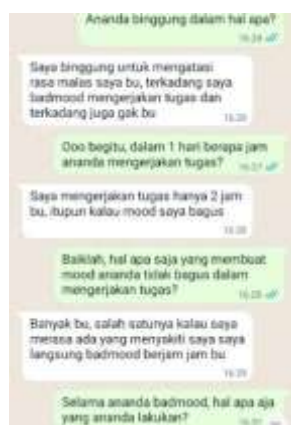 Ananda binggung dalam hal apa?
16.24
Saya binggung untuk mengatasi
rasa malas saya bu, terkadang saya
badmood mengerjakan tugas dan
terkadang juga gak bu
Ooo begitu, dalam 1 hari berapa jam
ananda mengerjakan tugas?
16.27
Saya mengerjakan tugas hanya 2 jam
bu, itupun kalau mood saya bagus
Baiklah, hal apa saja yang membuat
mood ananda tidak bagus dalam
mengerjakan tugas?
Banyak bu, salah satunya kalau saya
merasa ada yang menyakiti saya saya
langsung badmood berjam jam bu
Selama ananda badmood, hal apa aja
yang ananda lakukan?